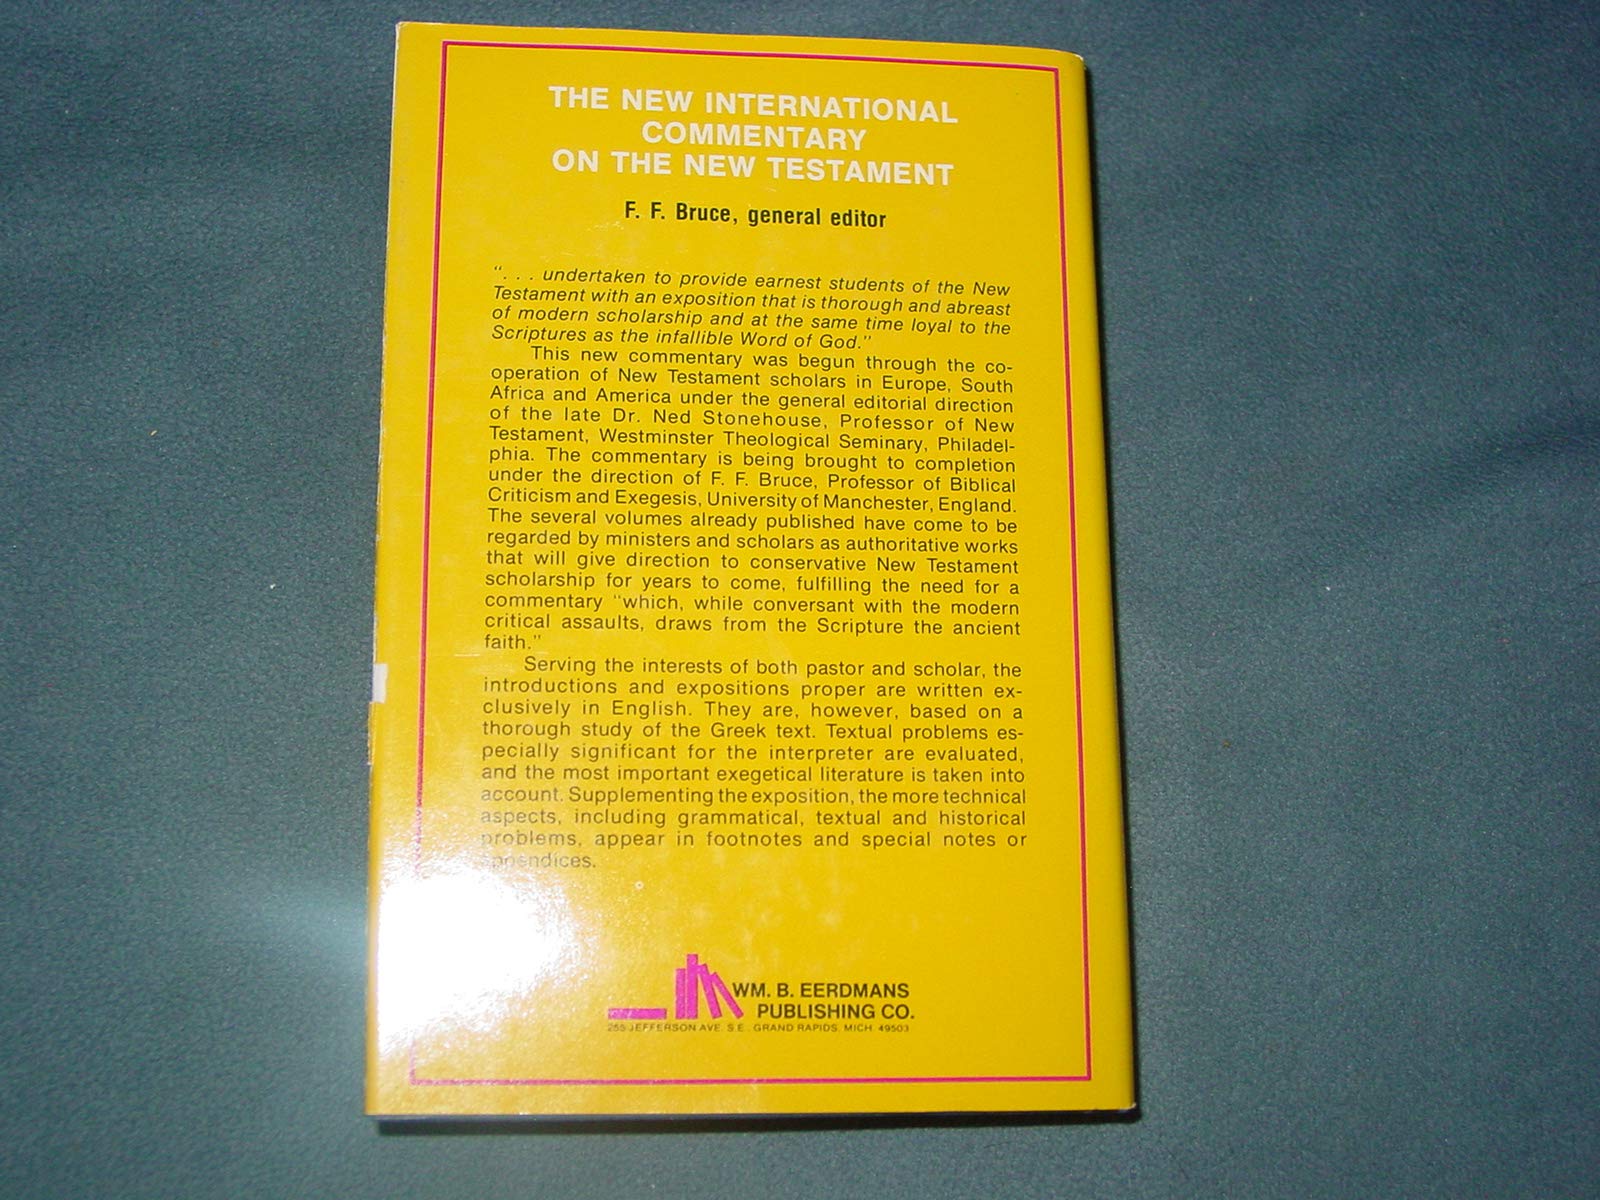 THE NEW INTERNATIONAL
COMMENTARY
ON THE NEW TESTAMENT
F. F. Bruce, general editor
". . . undertaken to provide earnest students of the New
Testament with an exposition that is thorough and abreast
of modern scholarship and at the same time loyal to the
Scriptures as the infallible Word of God."
This new commentary was begun through the co-
operation of New Testament scholars in Europe, South
Africa and America under the general editorial direction
of the late Dr. Ned Stonehouse, Professor of New
Testament, Westminster Theological Seminary, Philadel-
phia. The commentary is being brought to completion
under the direction of F. F. Bruce, Professor of Biblical
Criticism and Exegesis, University of Manchester, England.
The several volumes already published have come to be
regarded by ministers and scholars as authoritative works
that will give direction to conservative New Testament
scholarship for years to come, fulfilling the need for a
commentary "which, while conversant with the modern
critical assaults, draws from the Scripture the ancient
faith."
Serving the interests of both pastor and scholar, the
introductions and expositions proper are written ex-
clusively in English. They are, however, based on a
thorough study of the Greek text. Textual problems es-
pecially significant for the interpreter are evaluated,
and the most important exegetical literature is taken into
account. Supplementing the exposition, the more technical
aspects, including grammatical, textual and historical
problems, appear in footnotes and special notes or
appendices.
WM. B. EERDMANS
PUBLISHING CO.
255 JEFFERSON AVE. S.E., GRAND RAPIDS, MICH. 49503